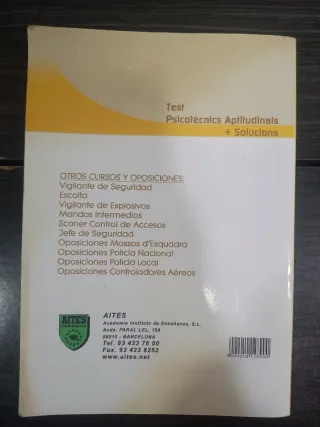 Test
Psicotècnics Aptitudinals
+ Solucions
OTROS CURSOS Y OPOSICIONES:
Vigilante de Seguridad
Escolta
Vigilante de Explosivos
Mandos Intermedios
Scaner Control de Accesos
Jefe de Seguridad
Oposiciones Mossos d'Esquadra
Oposiciones Policía Nacional
Oposiciones Policía Local
Oposiciones Controladores Aéreos
AITES
AITES
Academia Instituto de Enseñanza, S.L.
Avda. PARAL·LEL, 159
BARCELONA
Tel. 93 423 76 00
Fax. 93 423 8252
www.aites.net